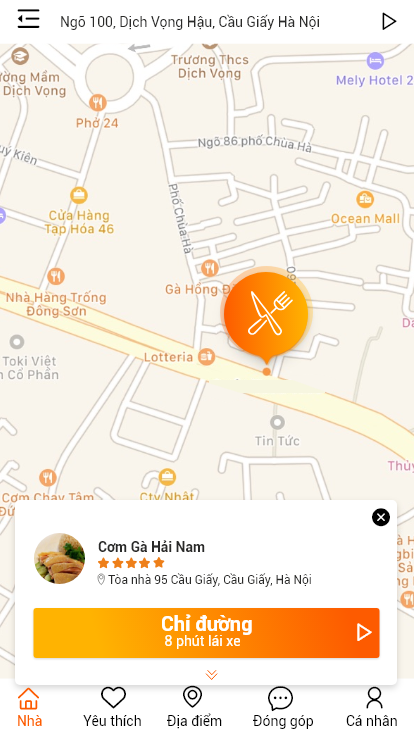 Ngõ 100, Dịch Vọng Hậu, Cầu Giấy Hà Nội
ường Mầm
Dịch Vọng
Trường Thcs
Dịch Vọng
Mely Hotel 2
Phở 24
Ngõ 86 phố Chùa Hà
uý Kiên
Phố Chùa Hà
Cửa Hàng
Tạp Hóa 46
Ocean Mall
Gà Hồng Đ
Nhà Hàng Trống
Đồng Sơn
Toki Việt
n Cổ Phần
Lotteria
Tin Tức
Thủy
Cơm Chay Tâm
Cty Nhật
Cơm Gà Hải Nam
Tòa nhà 95 Cầu Giấy, Cầu Giấy, Hà Nội
Chỉ đường
8 phút lái xe
Nhà
Yêu thích
Địa điểm
Đóng góp
Cá nhân